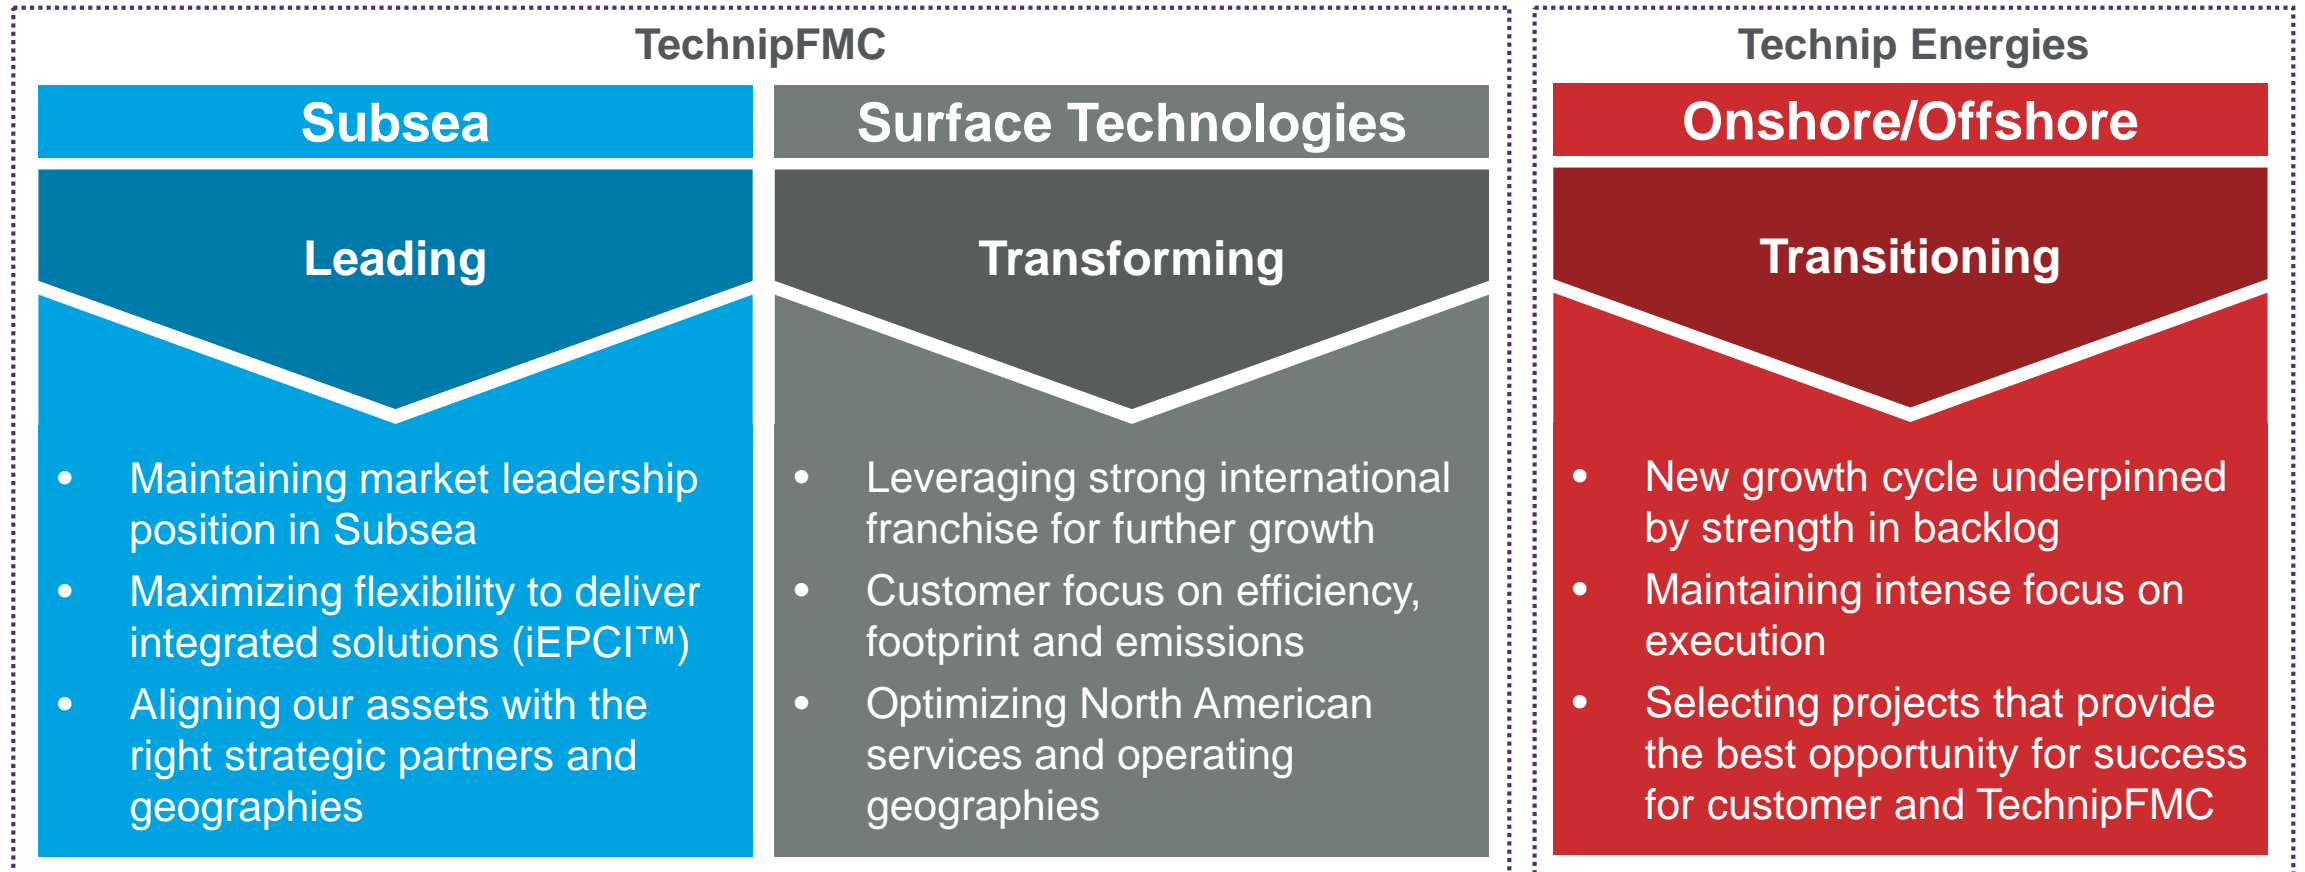 TechnipFMC
Subsea
Leading
• Maintaining market leadership
position in Subsea
• Maximizing flexibility to deliver
integrated solutions (iEPCI™)
• Aligning our assets with the
right strategic partners and
geographies
Surface Technologies
Transforming
• Leveraging strong international
franchise for further growth
• Customer focus on efficiency,
footprint and emissions
• Optimizing North American
services and operating
geographies
Technip Energies
Onshore/Offshore
Transitioning
• New growth cycle underpinned
by strength in backlog
• Maintaining intense focus on
execution
• Selecting projects that provide
the best opportunity for success
for customer and TechnipFMC